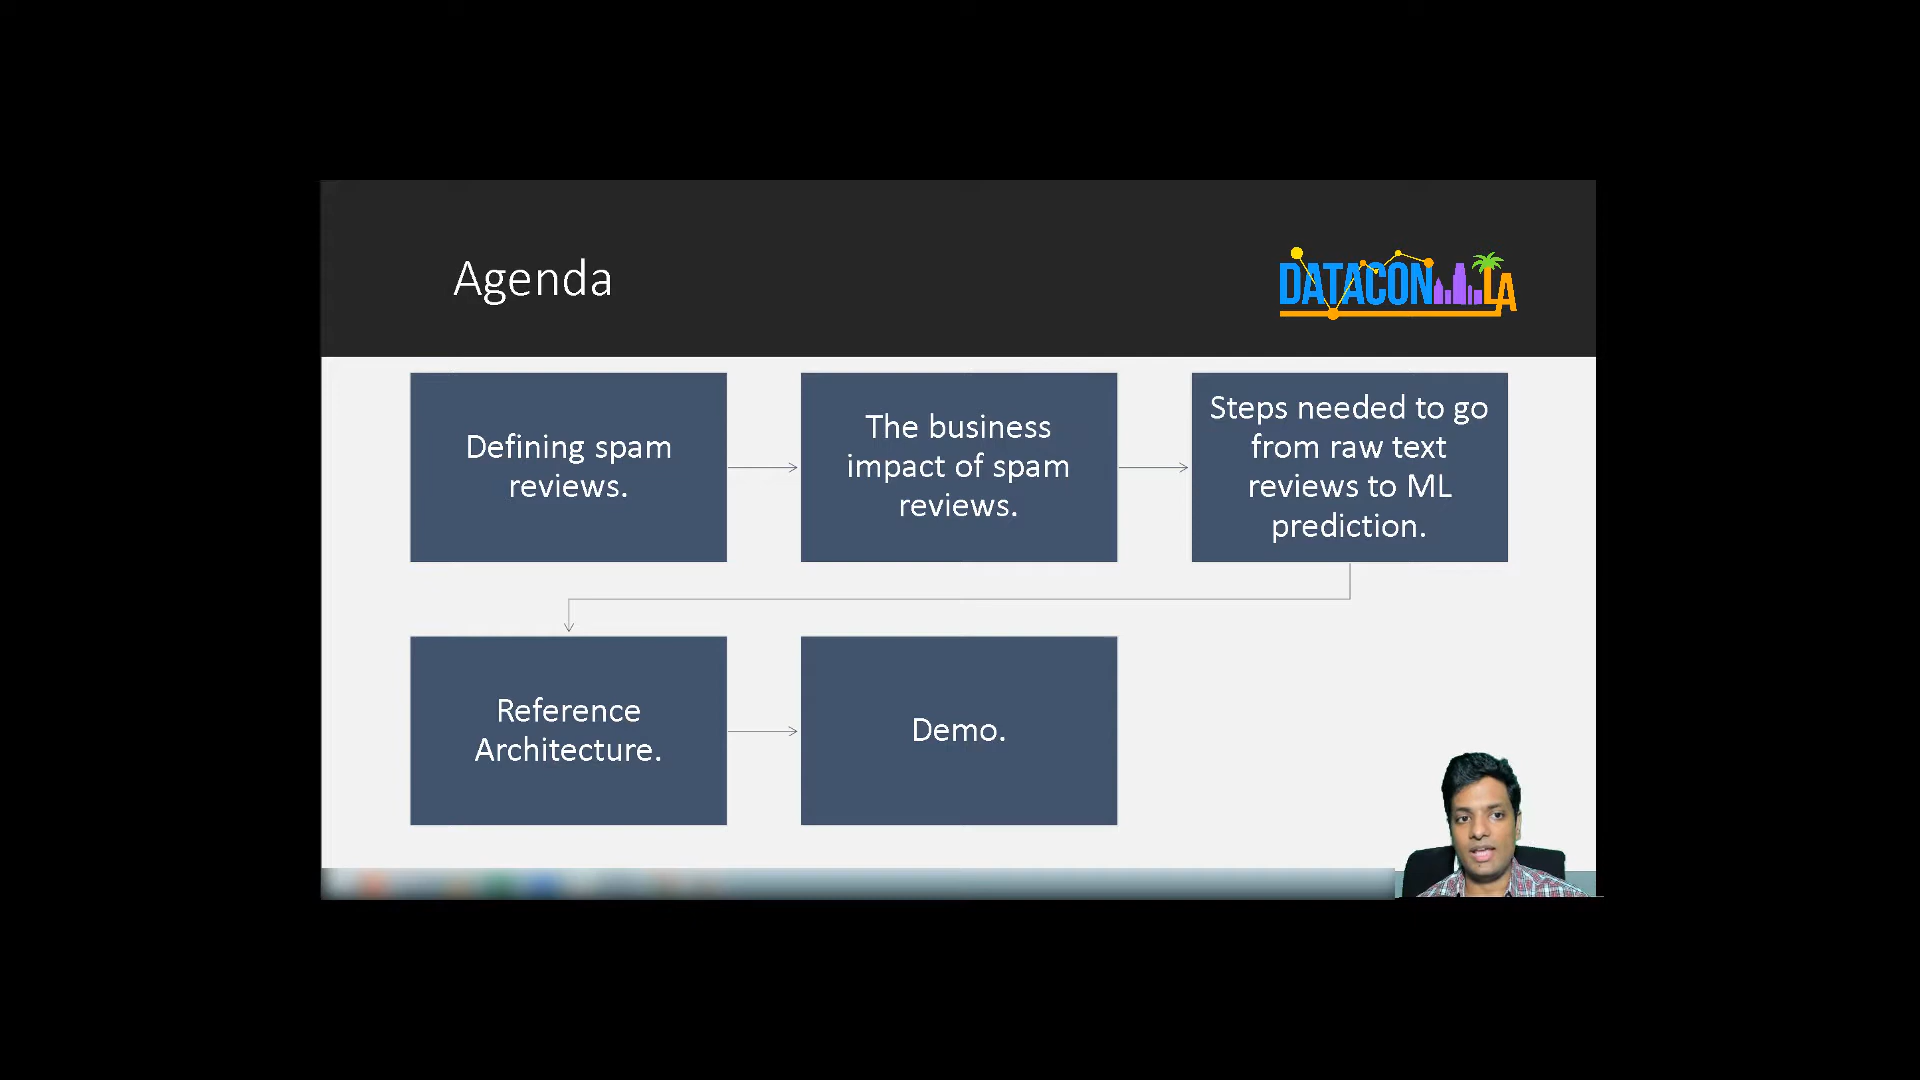 Agenda
DATACON LA
Defining spam
reviews.
The business
impact of spam
reviews.
Steps needed to go
from raw text
reviews to ML
prediction.
Reference
Architecture.
Demo.